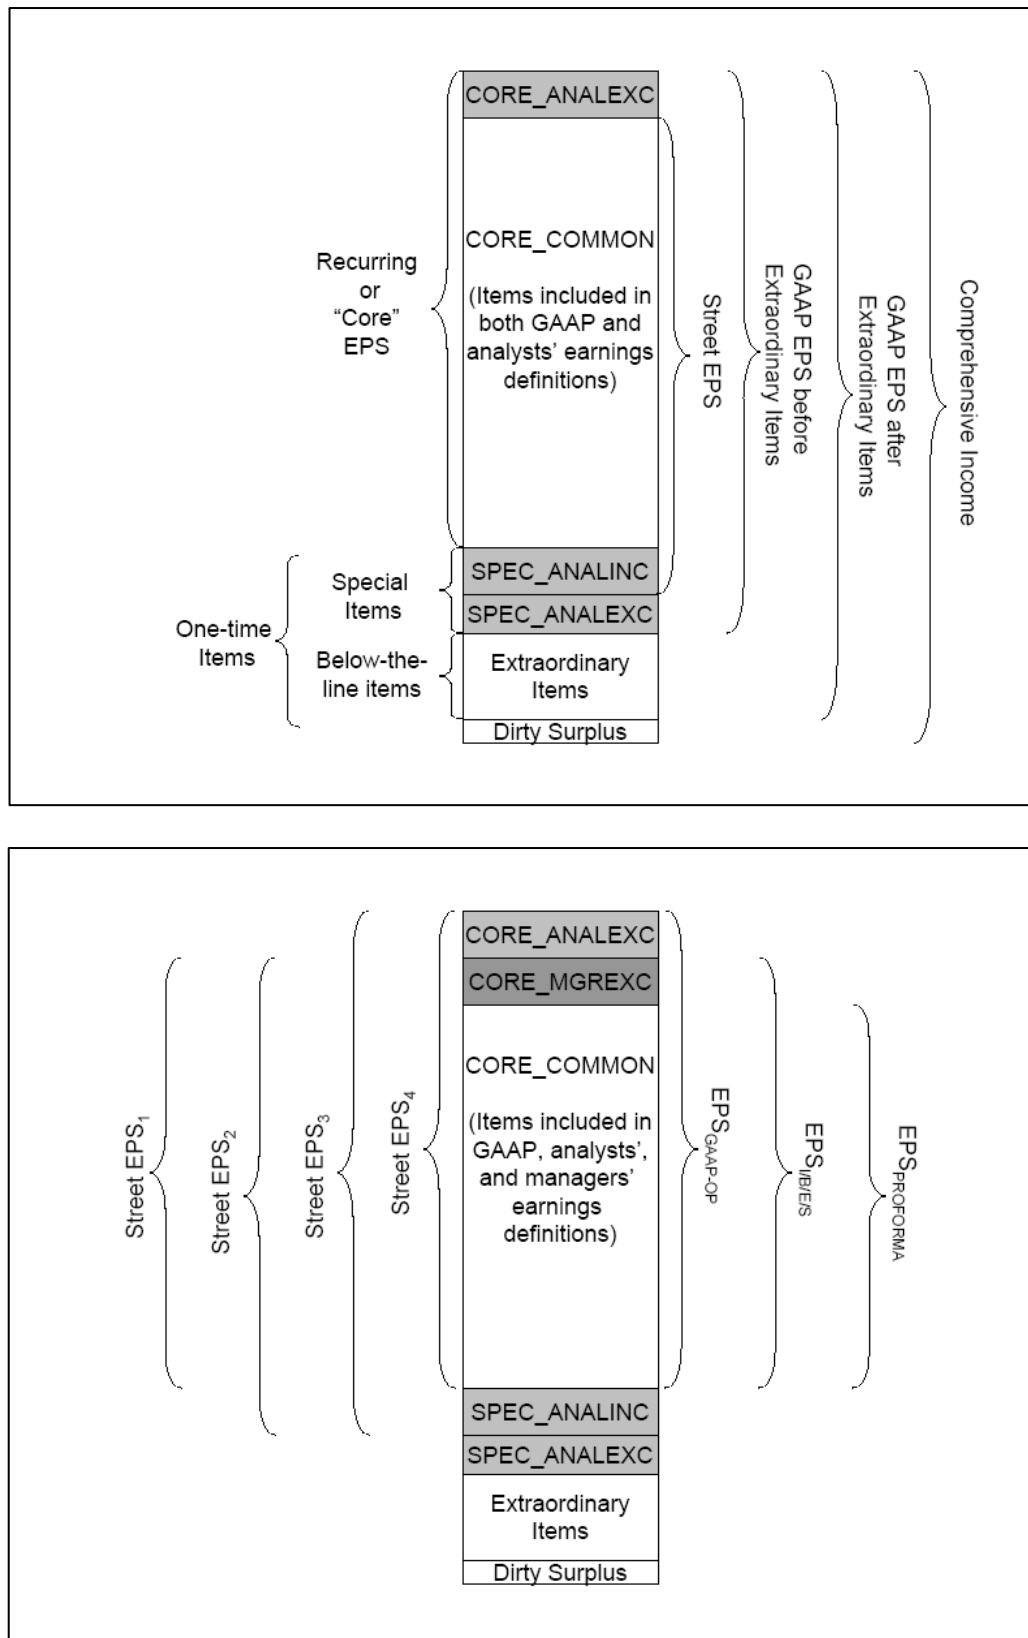 CORE_ANALEXC
CORE_COMMON
(Items included in
both GAAP and
analysts' earnings
definitions)
Recurring
or
“Core”
EPS
Street EPS
GAAP EPS before
Extraordinary Items
GAAP EPS after
Extraordinary Items
Comprehensive Income
SPEC_ANALINC
SPEC_ANALEXC
Special
Items
One-time
Items
Below-the-
line items
Extraordinary
Items
Dirty Surplus
CORE_ANALEXC
CORE_MGREXC
CORE_COMMON
(Items included in
GAAP, analysts',
and managers'
earnings
definitions)
Street EPS1
Street EPS2
Street EPS3
Street EPS4
EPSGAAP-OP
EPSI/B/E/S
EPSPROFORMA
SPEC_ANALINC
SPEC_ANALEXC
Extraordinary
Items
Dirty Surplus